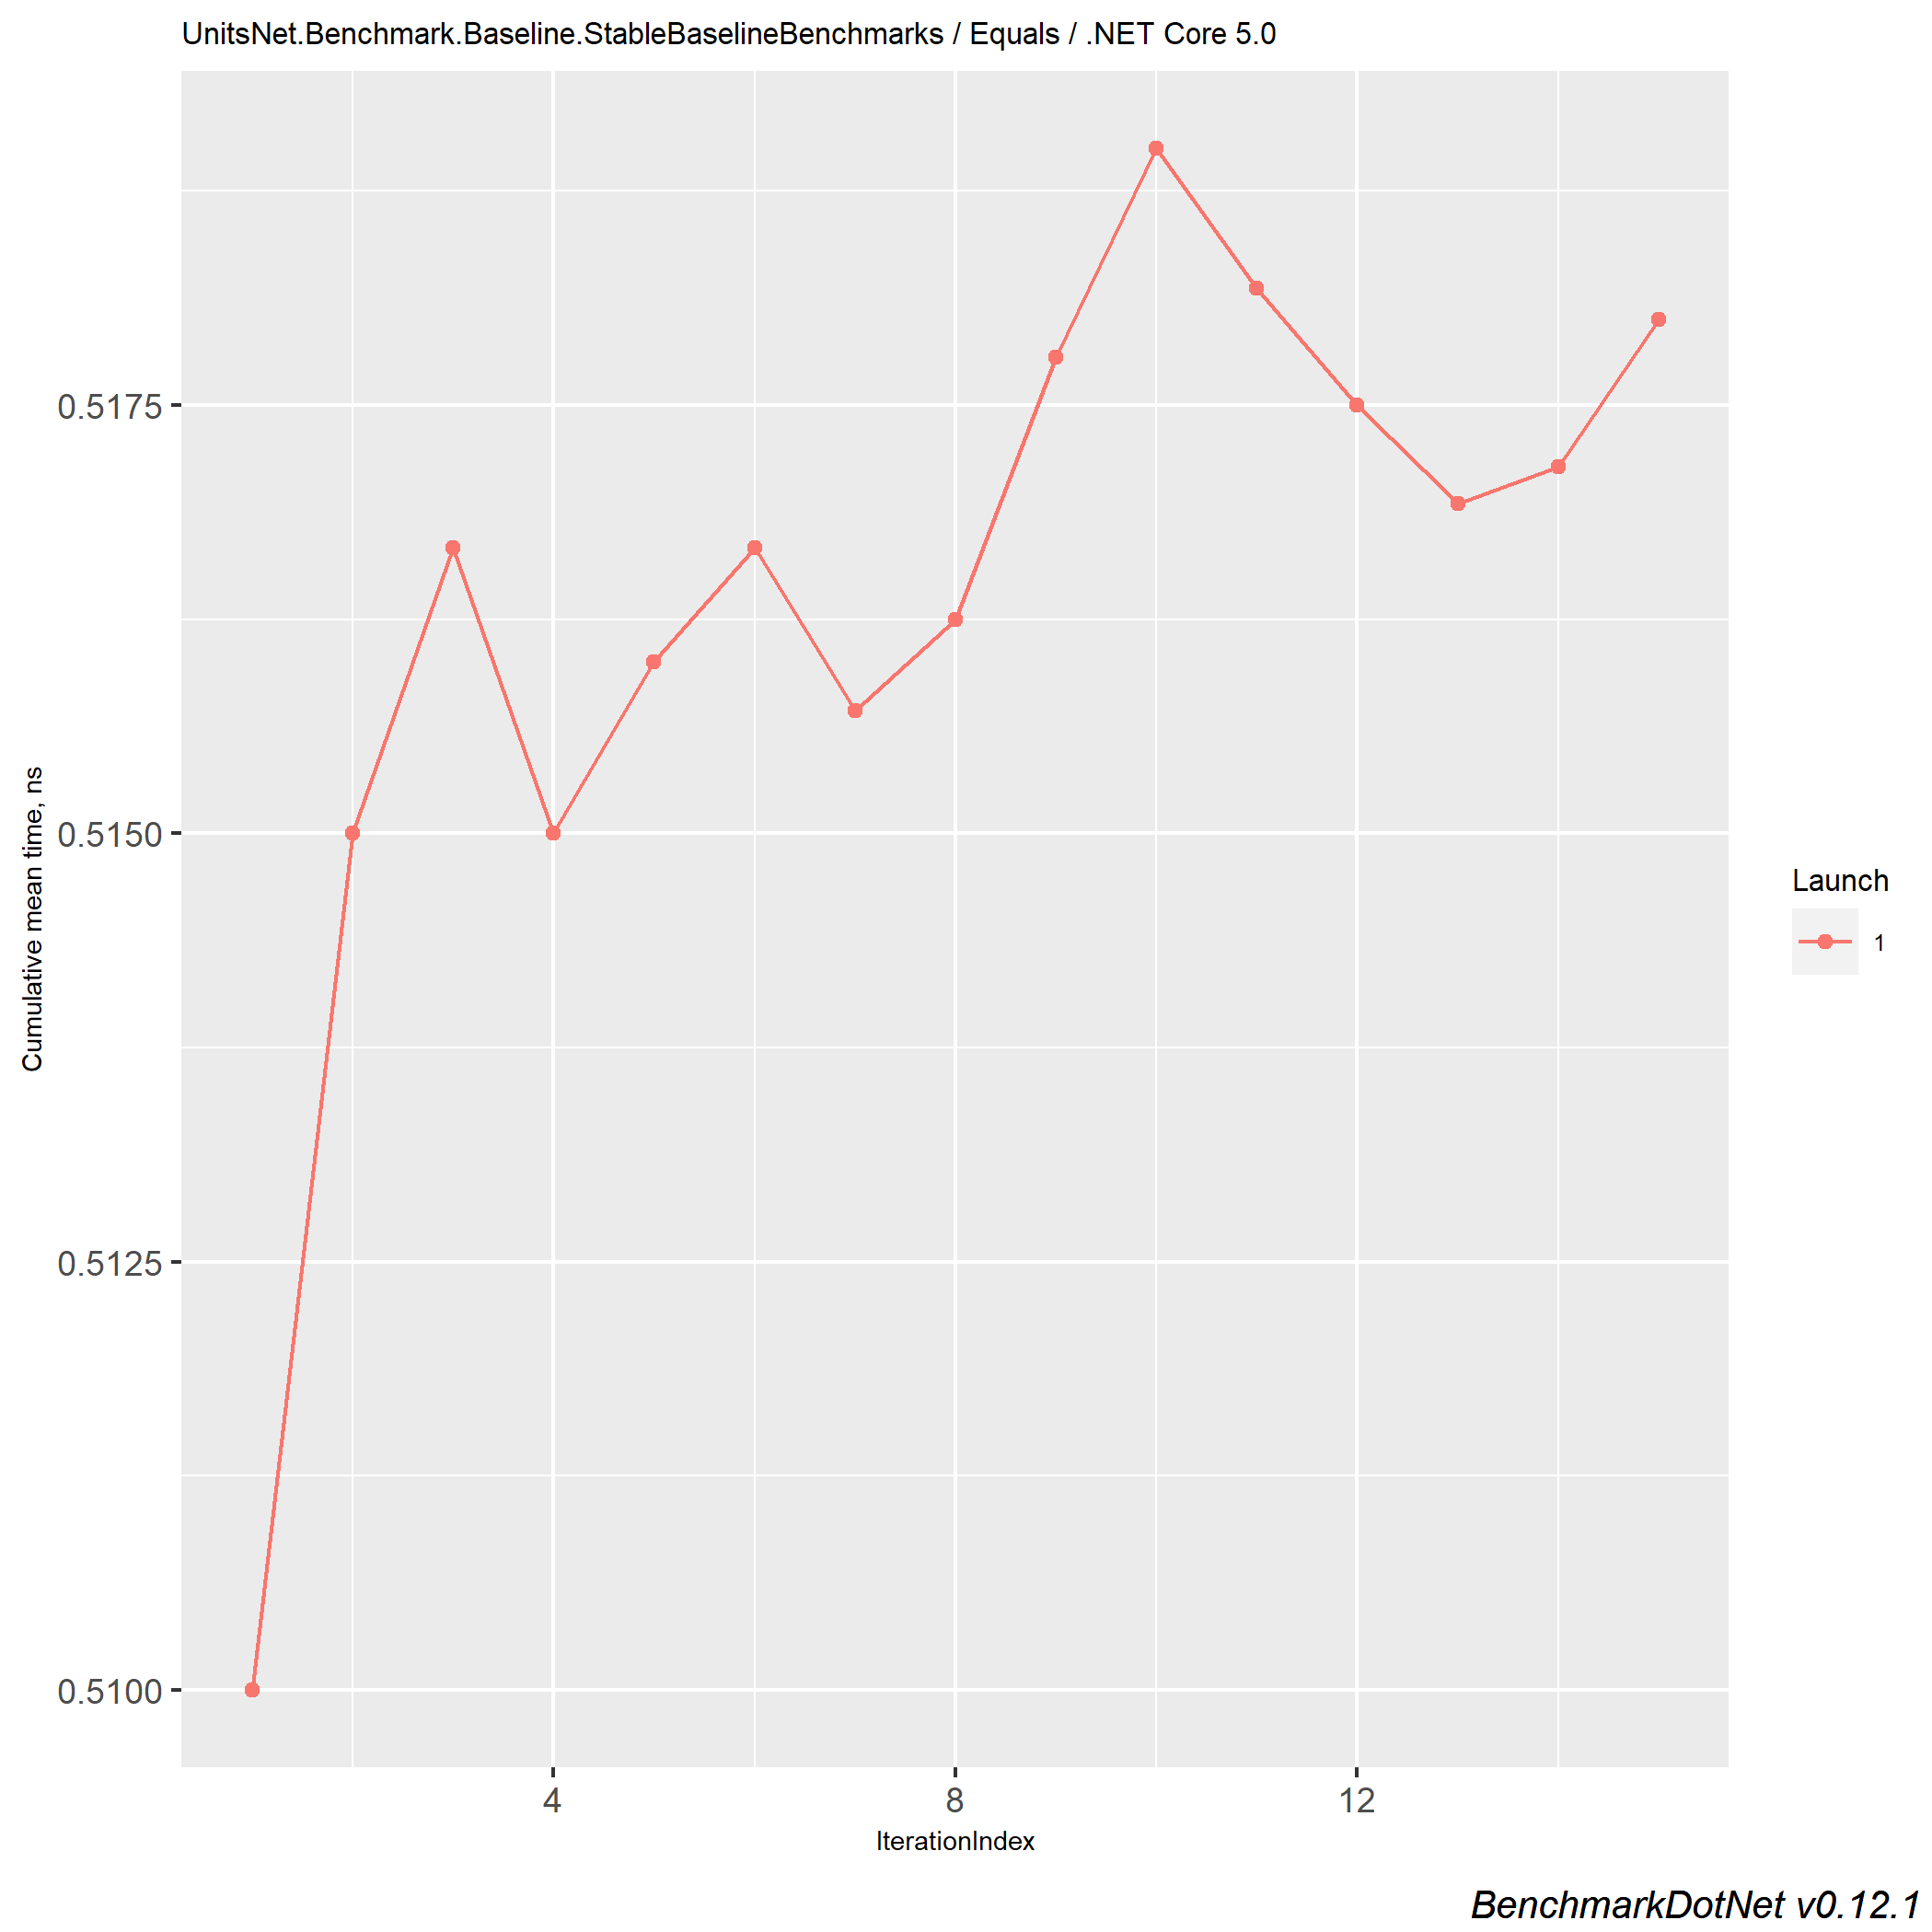 UnitsNet.Benchmark.Baseline.StableBaselineBenchmarks / Equals / .NET Core 5.0
Cumulative mean time, ns
0.5175
0.5150
0.5125
0.5100
4 8 12
IterationIndex
Launch
1
BenchmarkDotNet v0.12.1